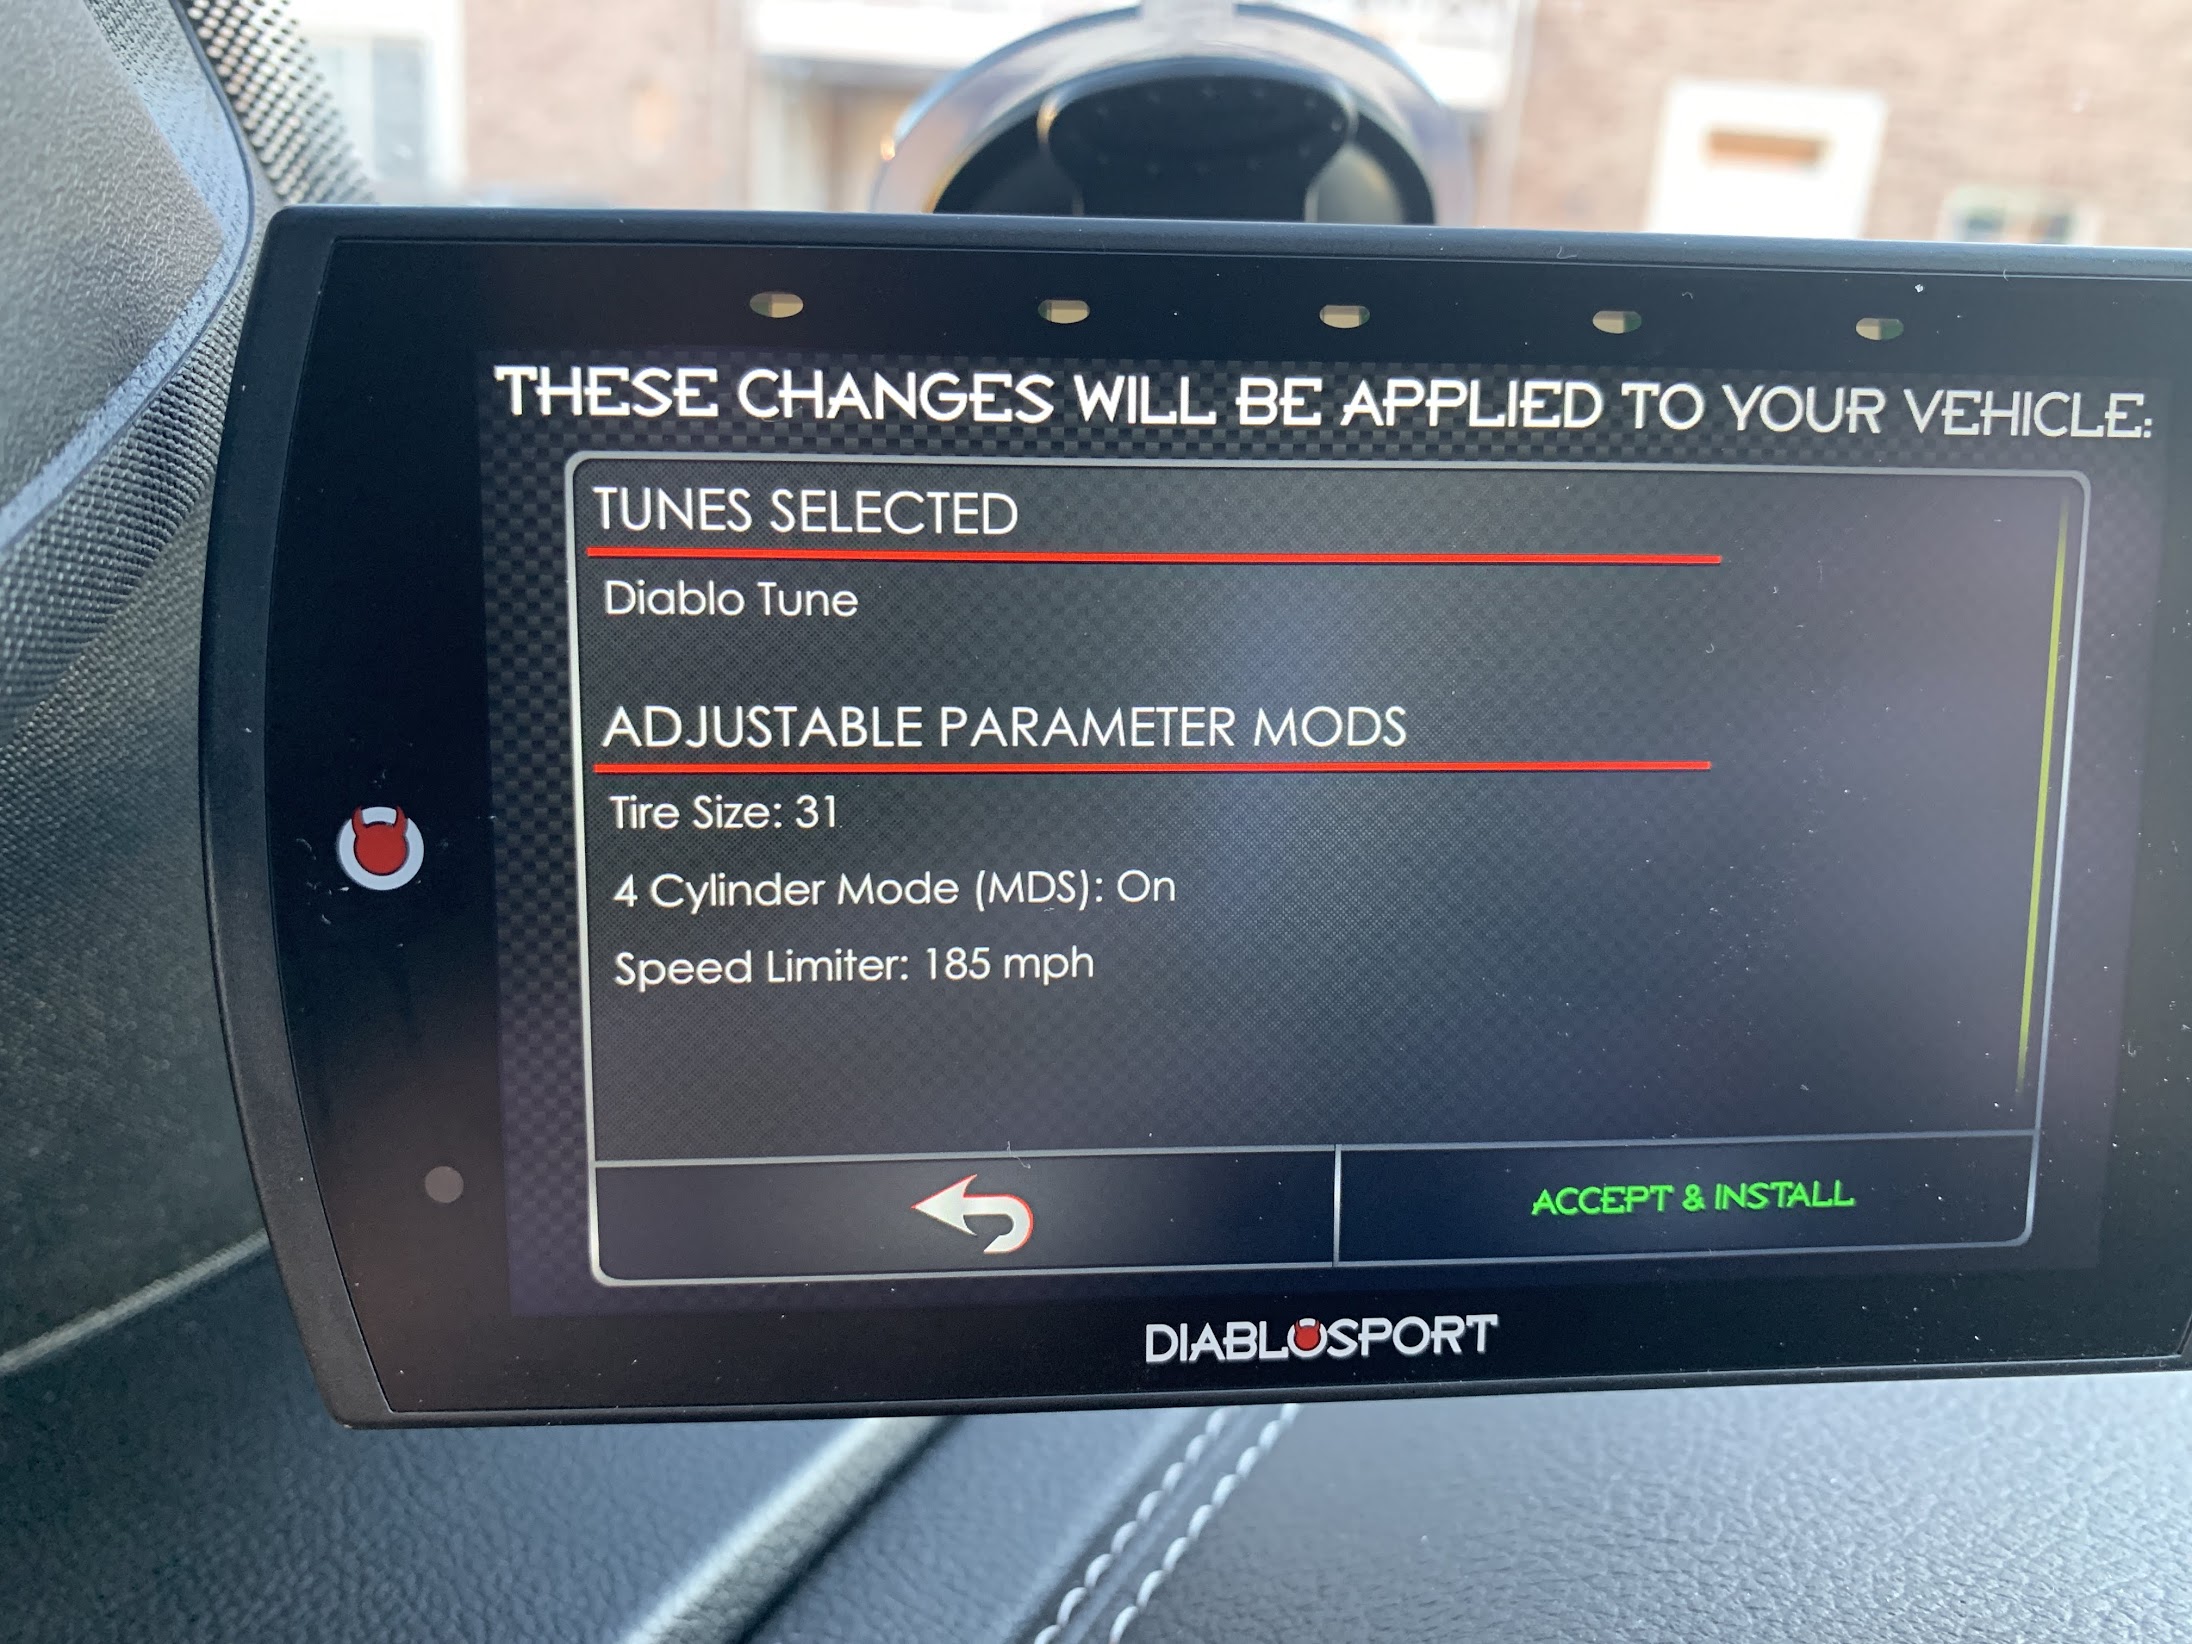 THESE CHANGES WILL BE APPLIED TO YOUR VEHICLE:
TUNES SELECTED
Diablo Tune
ADJUSTABLE PARAMETER MODS
Tire Size: 31
4 Cylinder Mode (MDS): On
Speed Limiter: 185 mph
ACCEPT & INSTALL
DIABLOSPORT